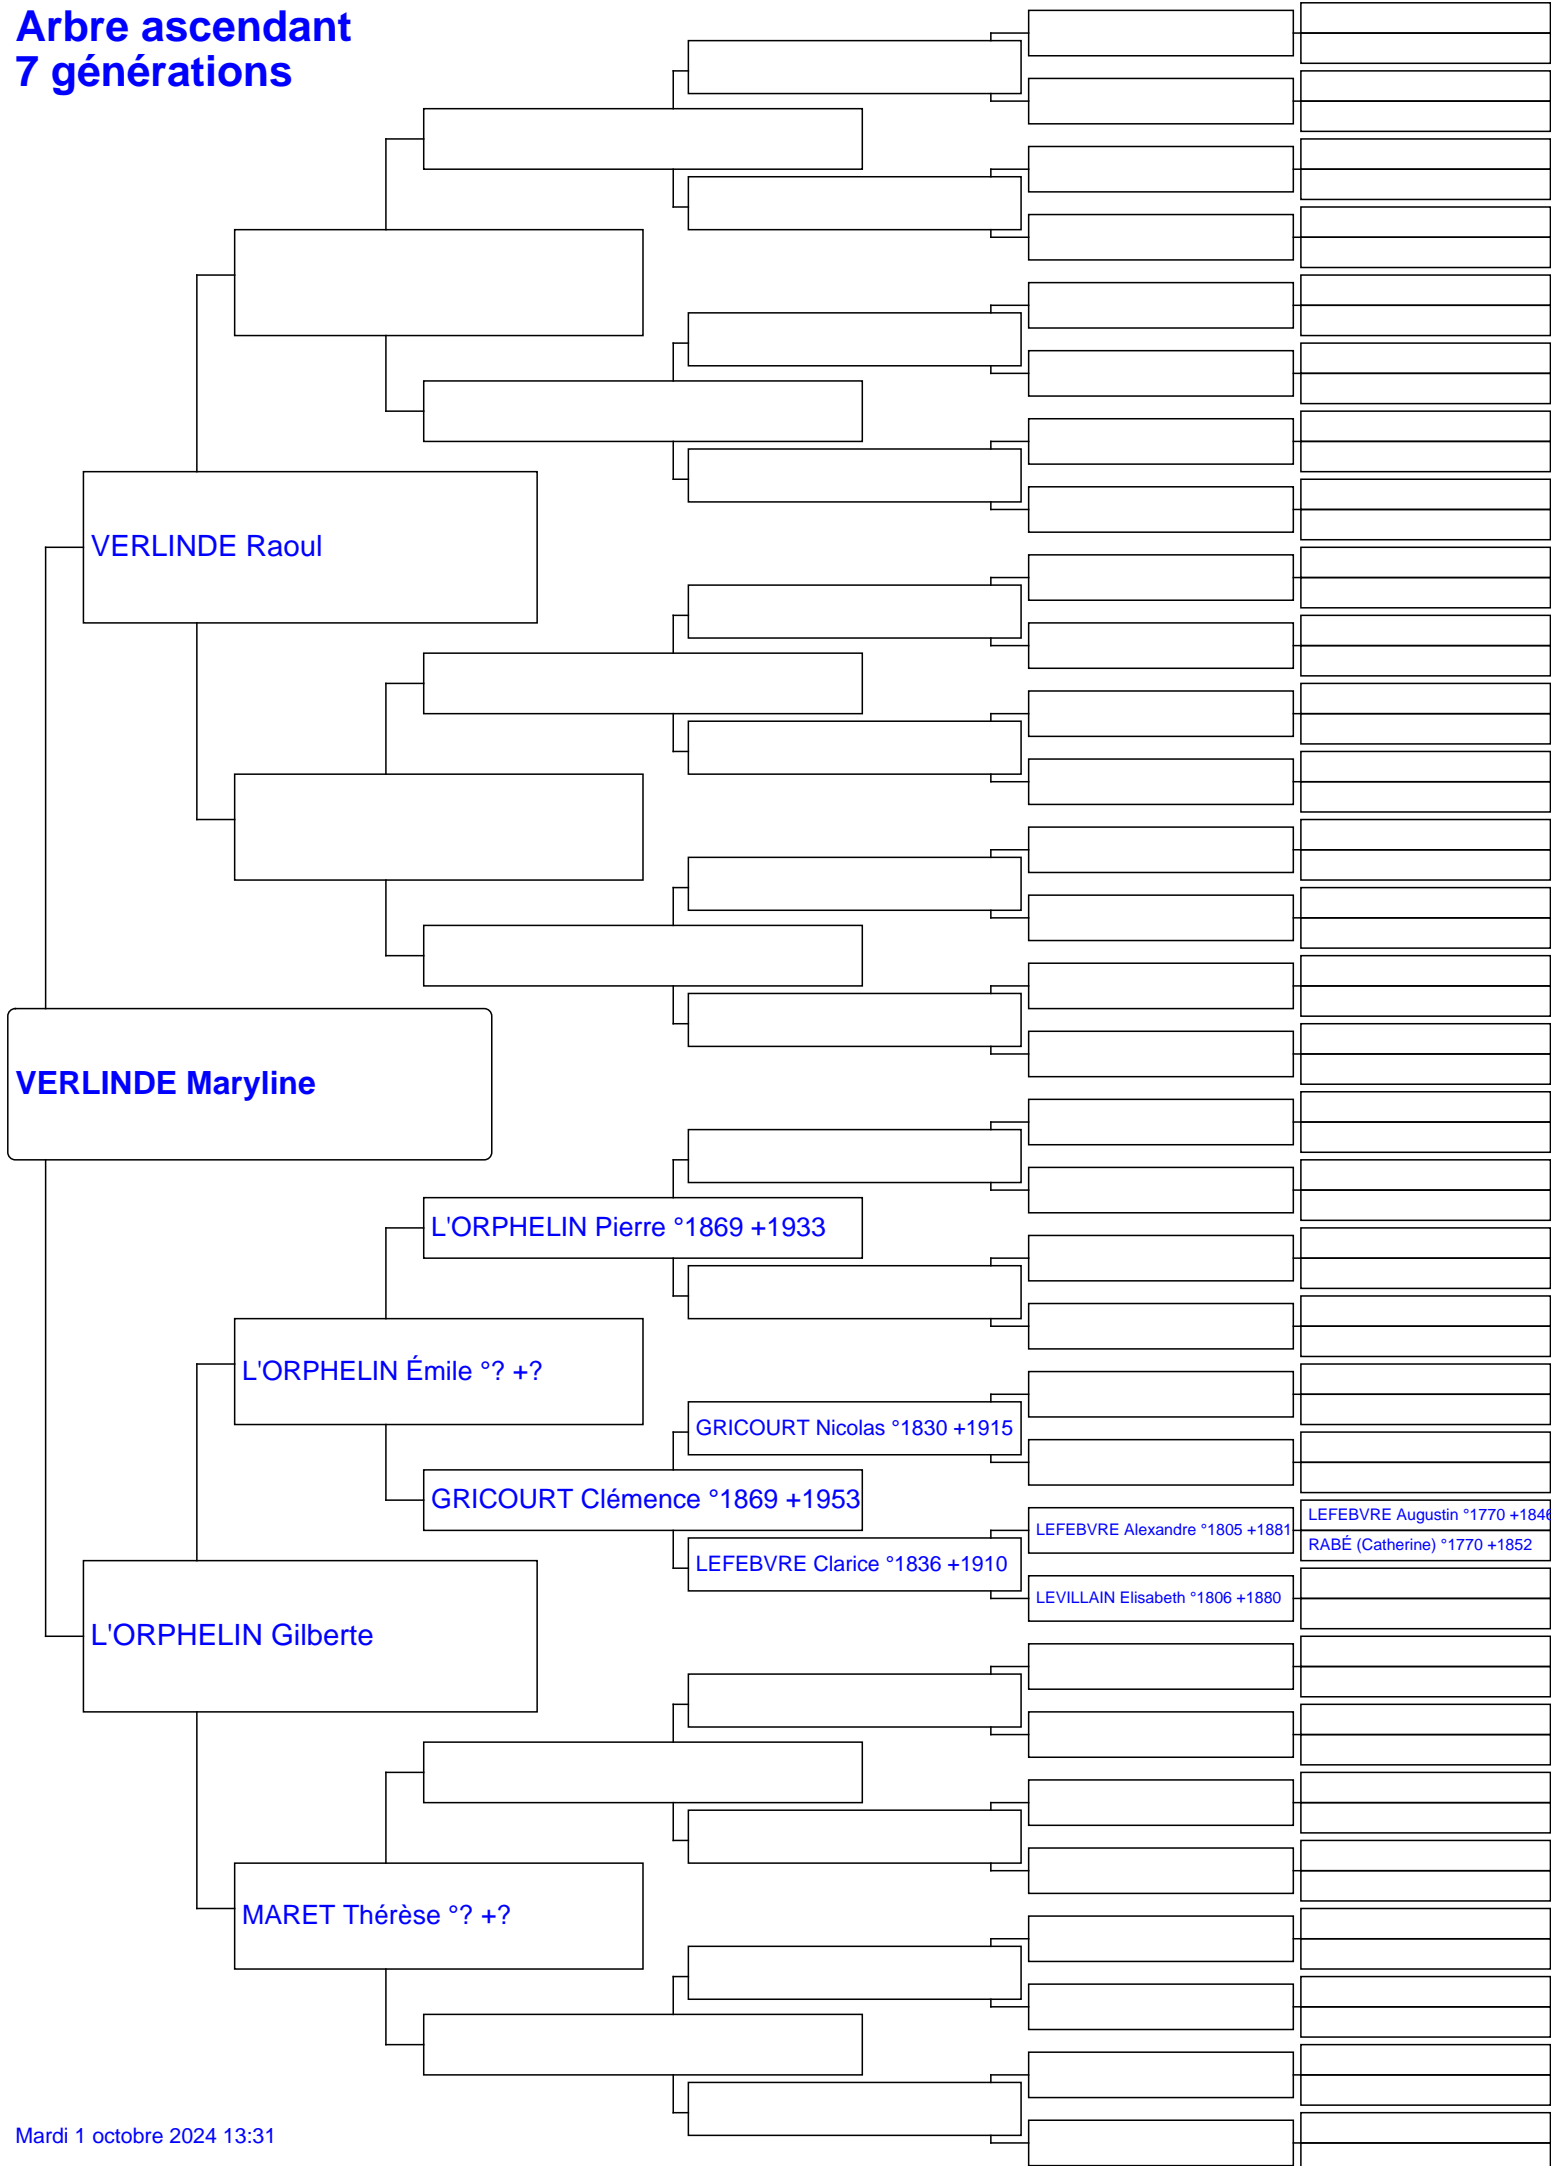 Arbre ascendant
7 générations
VERLINDE Raoul
VERLINDE Maryline
L'ORPHELIN Pierre °1869 +1933
L'ORPHELIN Émile °? +?
GRICOURT Nicolas °1830 +1915
GRICOURT Clémence °1869 +1953
LEFEBVRE Augustin °1770 +1846
LEFEBVRE Alexandre °1805 +1881
RABÉ (Catherine) °1770 +1852
LEFEBVRE Clarice °1836 +1910
LEVILLAIN Elisabeth °1806 +1880
L'ORPHELIN Gilberte
MARET Thérèse °? +?
Mardi 1 octobre 2024 13:31